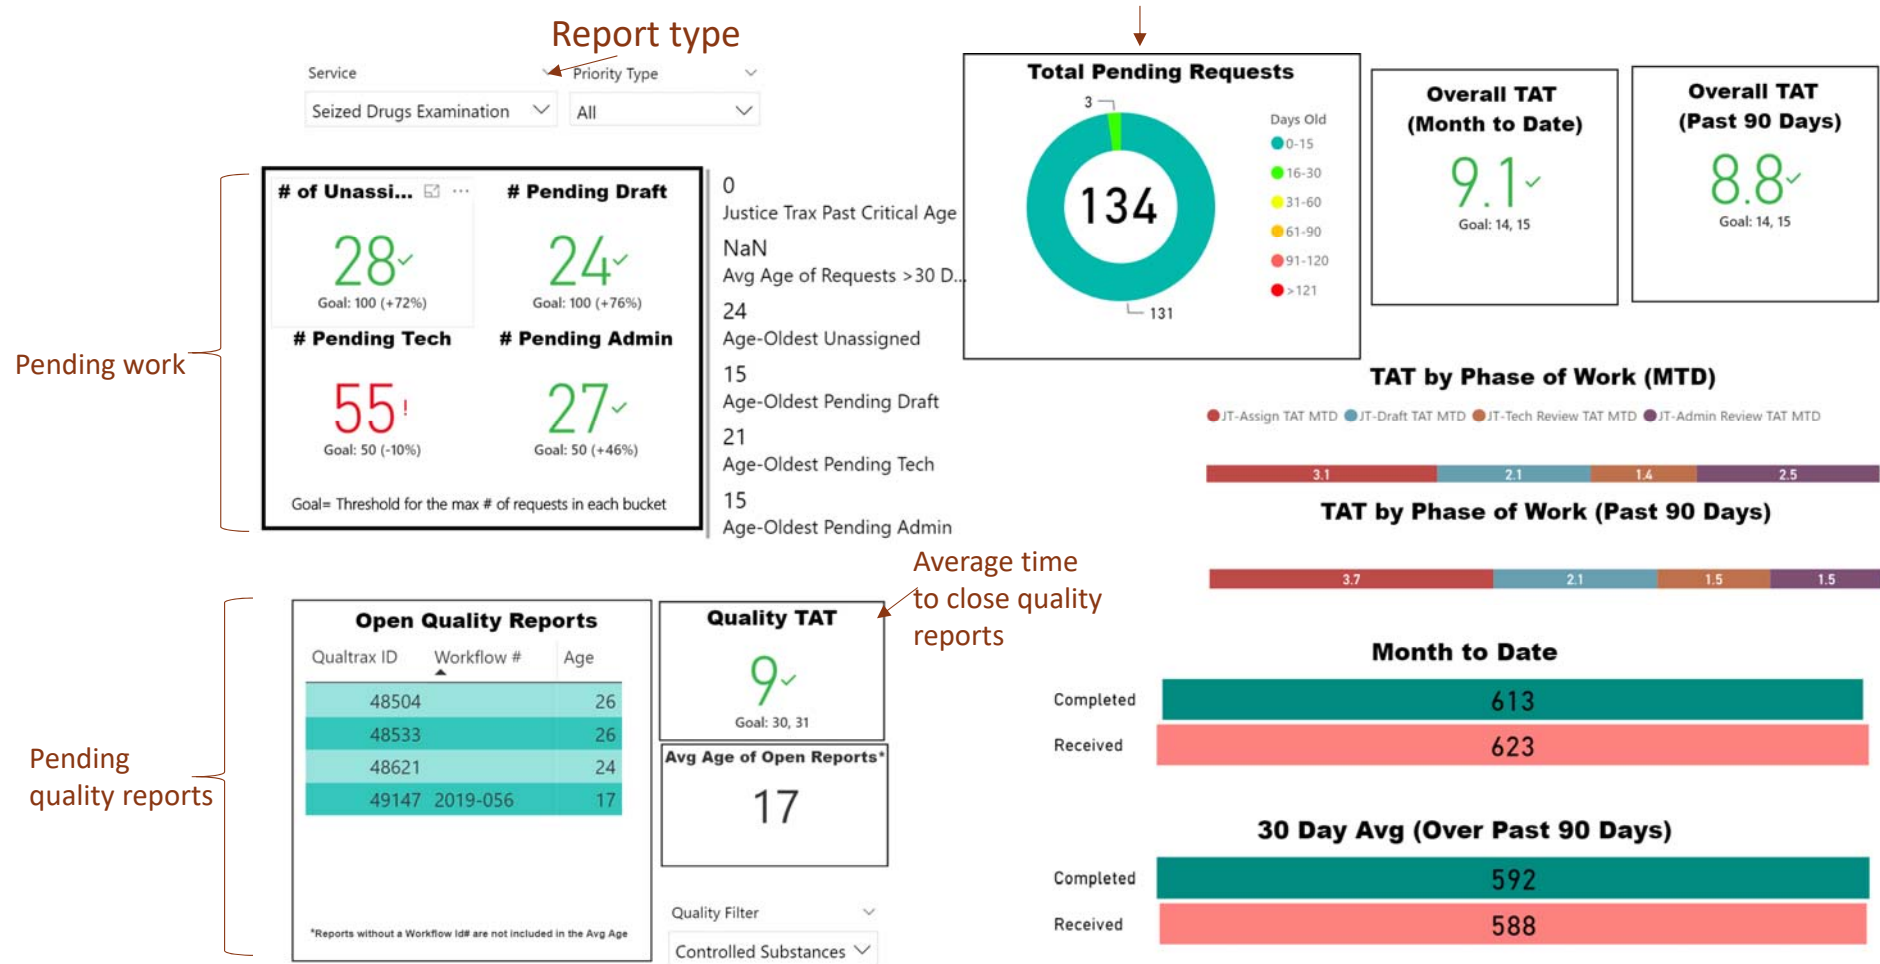 Report type
Service
Priority Type
Seized Drugs Examination
All
Pending work
# of Unassi... ...
# Pending Draft
28
24
Goal: 100 (+72%)
Goal: 100 (+76%)
# Pending Tech
# Pending Admin
55!
27
Goal: 50 (-10%)
Goal: 50 (+46%)
Goal= Threshold for the max # of requests in each bucket
0
Justice Trax Past Critical Age
NaN
Avg Age of Requests >30 D...
24
Age-Oldest Unassigned
15
Age-Oldest Pending Draft
21
Age-Oldest Pending Tech
15
Age-Oldest Pending Admin
Total Pending Requests
3
134
131
Days Old
0-15
16-30
31-60
61-90
91-120
>121
Overall TAT
(Month to Date)
9.1
Goal: 14, 15
Overall TAT
(Past 90 Days)
8.8
Goal: 14, 15
TAT by Phase of Work (MTD)
JT-Assign TAT MTD JT-Draft TAT MTD JT-Tech Review TAT MTD JT-Admin Review TAT MTD
3.1 2.1 1.4 2.5
TAT by Phase of Work (Past 90 Days)
3.7 2.1 1.5 1.5
Pending
quality reports
Open Quality Reports
Qualtrax ID Workflow # Age
48504 26
48533 26
48621 24
49147 2019-056 17
*Reports without a Workflow Id# are not included in the Avg Age
Average time
to close quality
reports
Quality TAT
9
Goal: 30, 31
Avg Age of Open Reports*
17
Quality Filter
Controlled Substances
Month to Date
Completed 613
Received 623
30 Day Avg (Over Past 90 Days)
Completed 592
Received 588